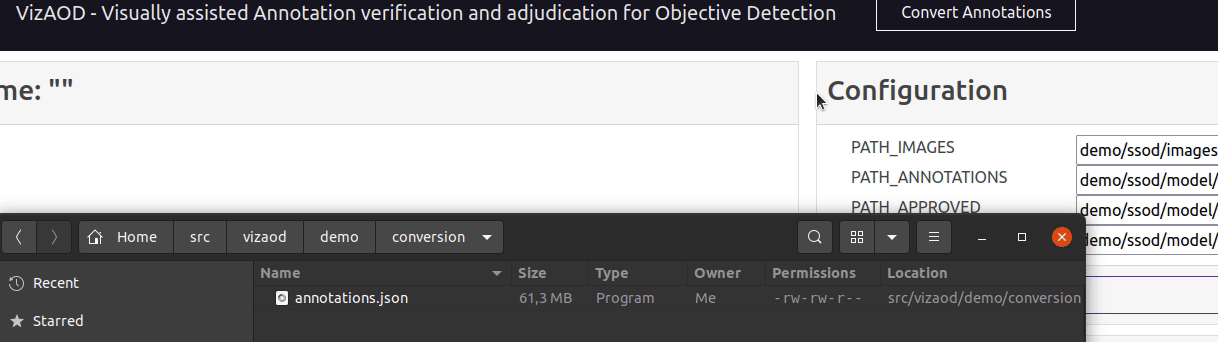 VizAOD - Visually assisted Annotation verification and adjudication for Objective Detection
Convert Annotations
me: ""
Configuration
PATH_IMAGES demo/ssod/images
PATH_ANNOTATIONS demo/ssod/model/
PATH_APPROVED demo/ssod/model/
demo/ssod/model/
Home src vizaod demo conversion
Recent
Starred
Name Size Type Owner Permissions Location
annotations.json 61,3 MB Program Me -rw-rw-r-- src/vizaod/demo/conversion